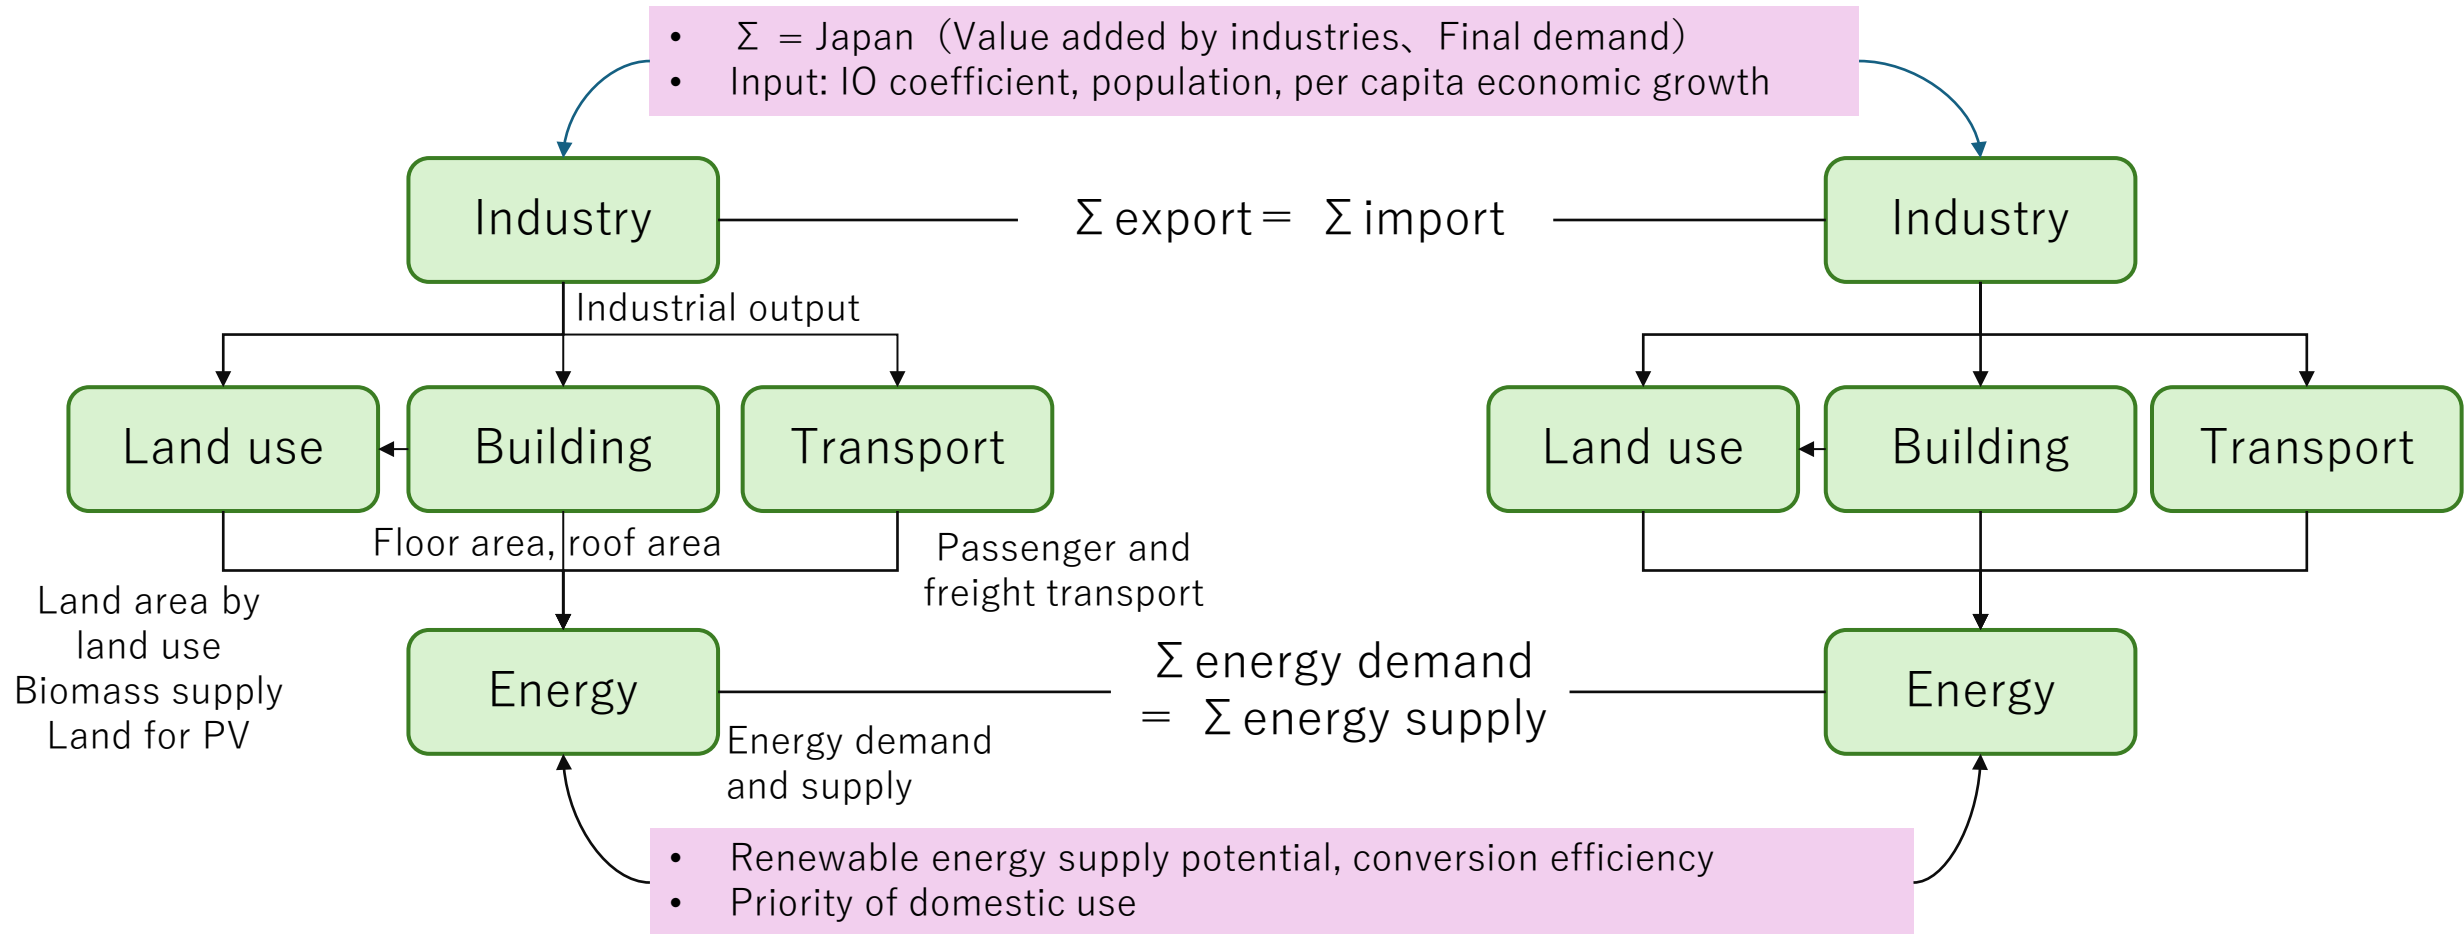 • Σ = Japan（Value added by industries、Final demand）
• Input: IO coefficient, population, per capita economic growth
Industry
Σ export＝ Σ import
Industry
Industrial output
Land use
Building
Transport
Land use
Building
Transport
Floor area, roof area
Passenger and
freight transport
Land area by
land use
Biomass supply
Land for PV
Energy
Σ energy demand
＝ Σ energy supply
Energy
Energy demand
and supply
• Renewable energy supply potential, conversion efficiency
• Priority of domestic use